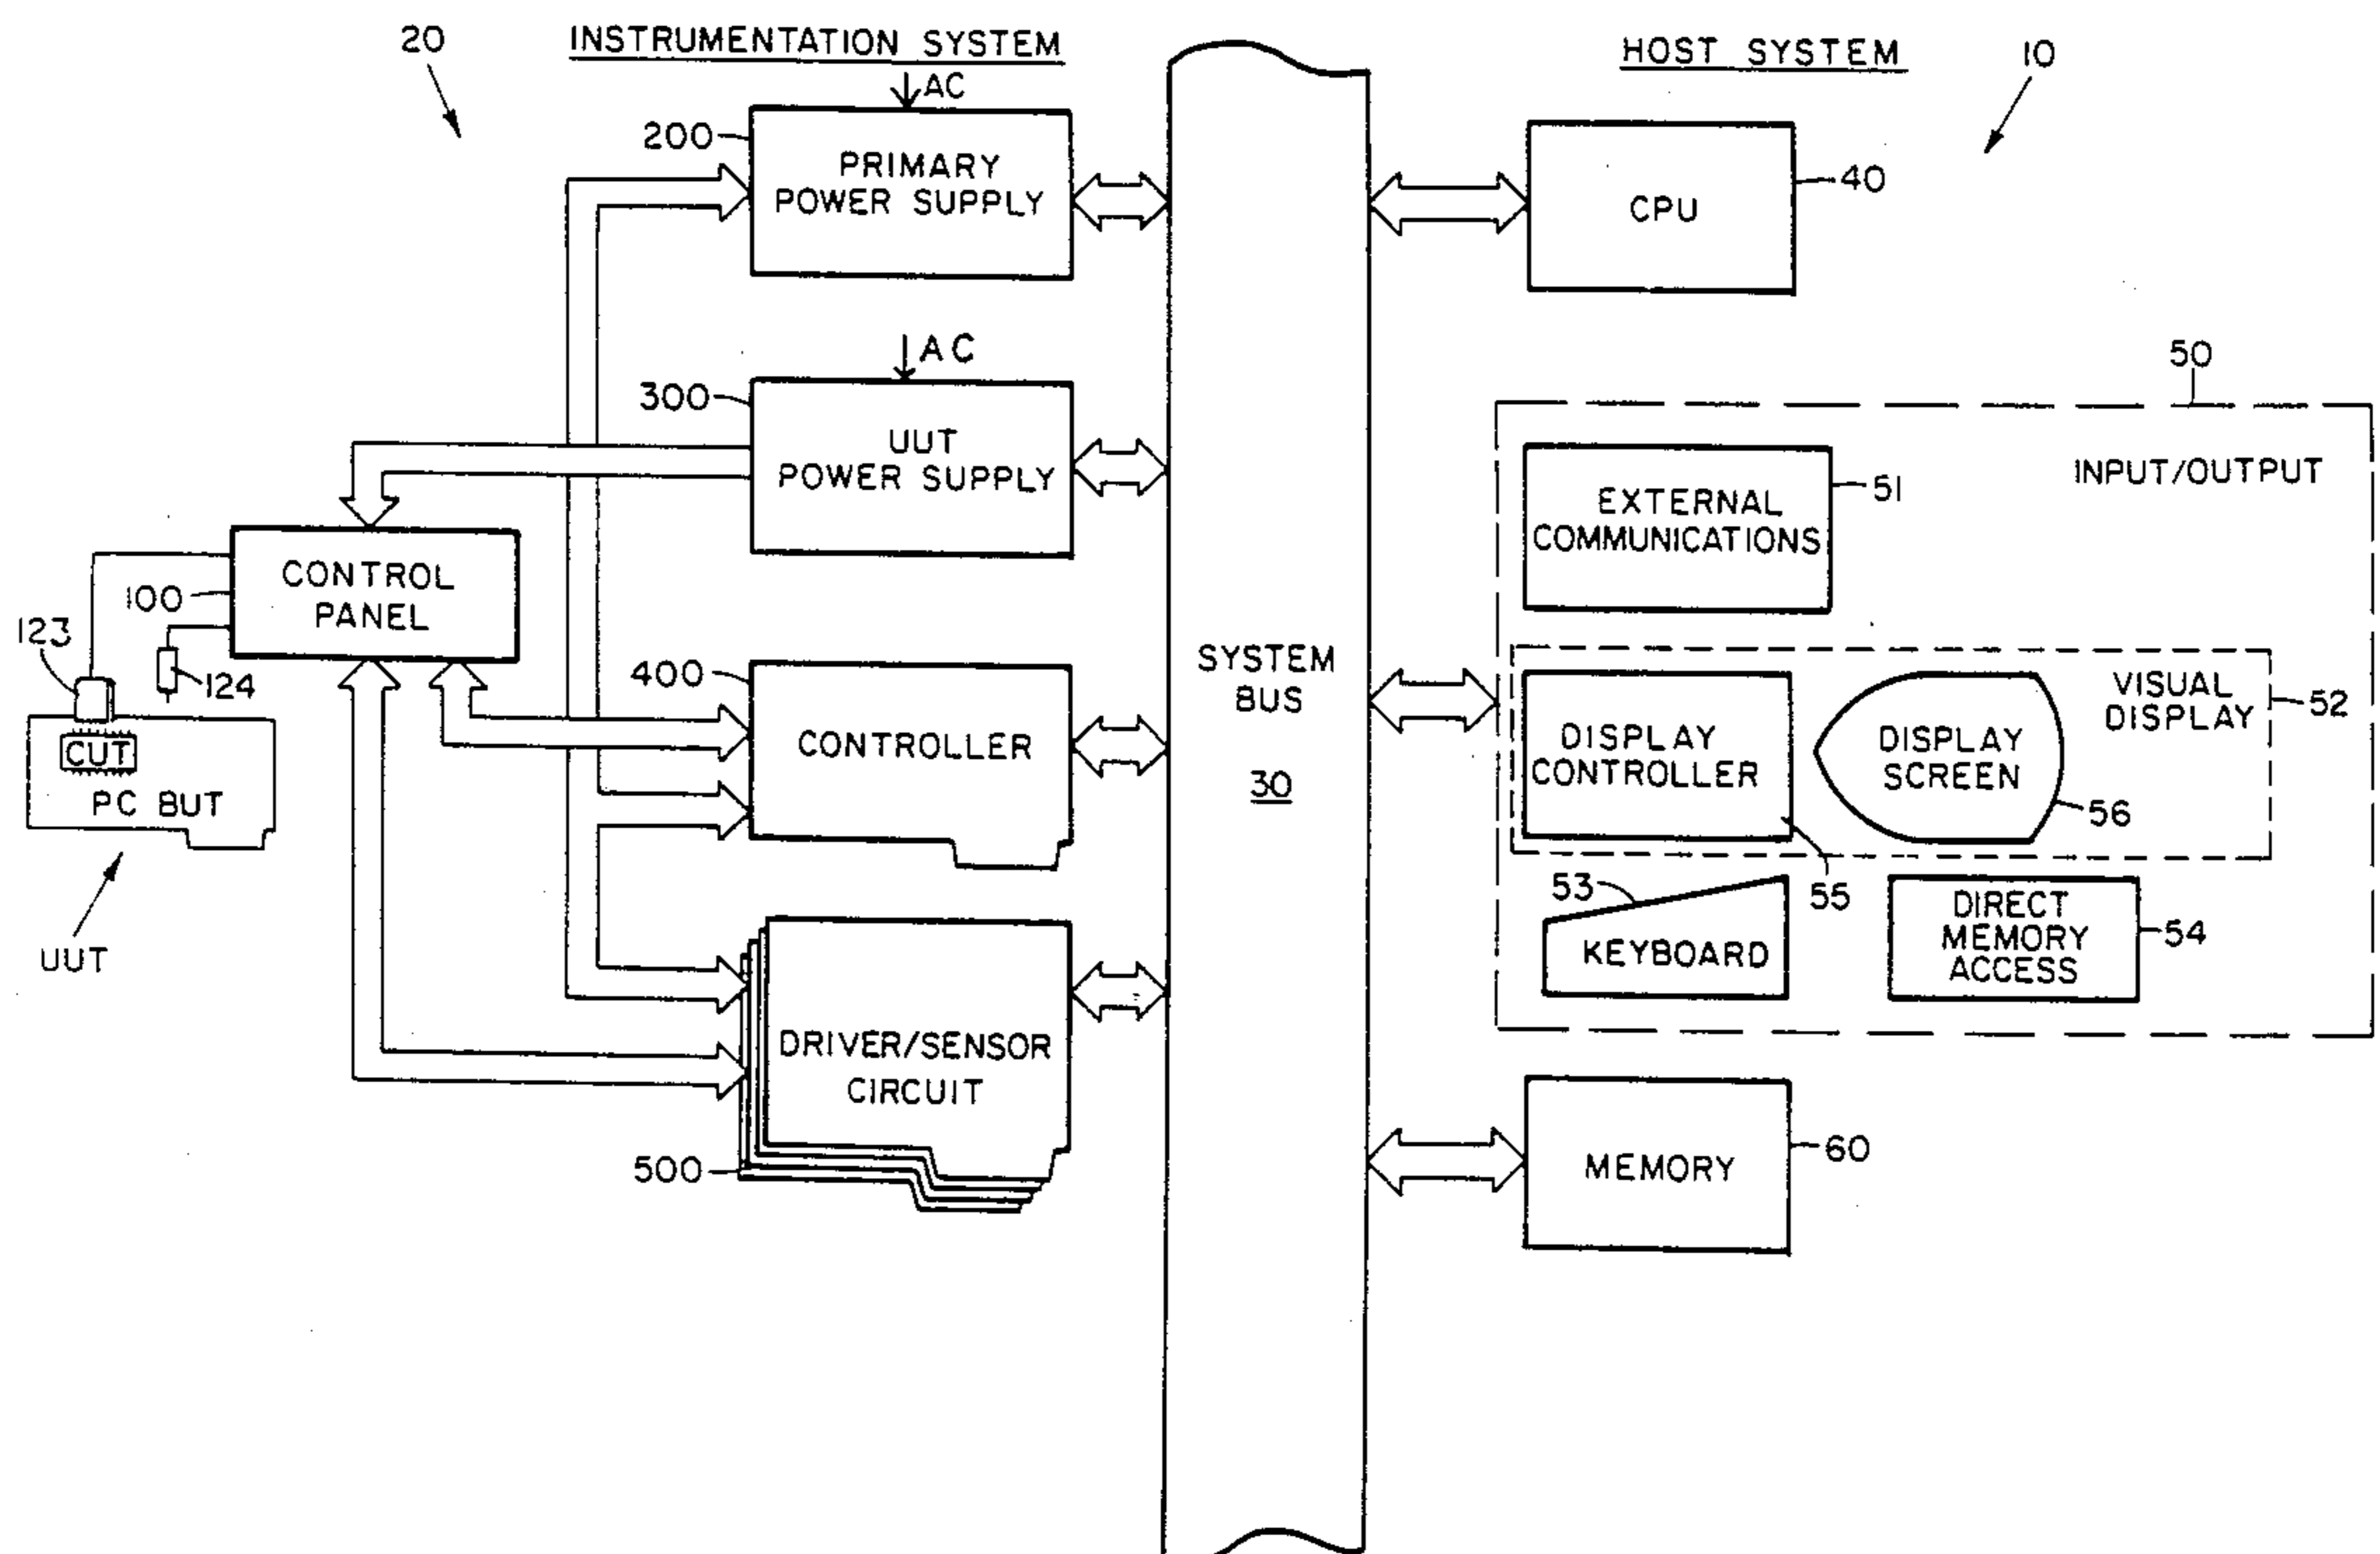 20
INSTRUMENTATION SYSTEM
HOST SYSTEM
10
AC
200
PRIMARY
POWER SUPPLY
CPU
40
AC
300
UUT
POWER SUPPLY
50
INPUT/OUTPUT
EXTERNAL
COMMUNICATIONS
51
CONTROL
PANEL
100
123
124
CUT
PC BUT
UUT
400
CONTROLLER
SYSTEM
BUS
30
VISUAL
DISPLAY
52
DISPLAY
CONTROLLER
55
DISPLAY
SCREEN
56
53
KEYBOARD
DIRECT
MEMORY
ACCESS
54
DRIVER/SENSOR
CIRCUIT
500
MEMORY
60